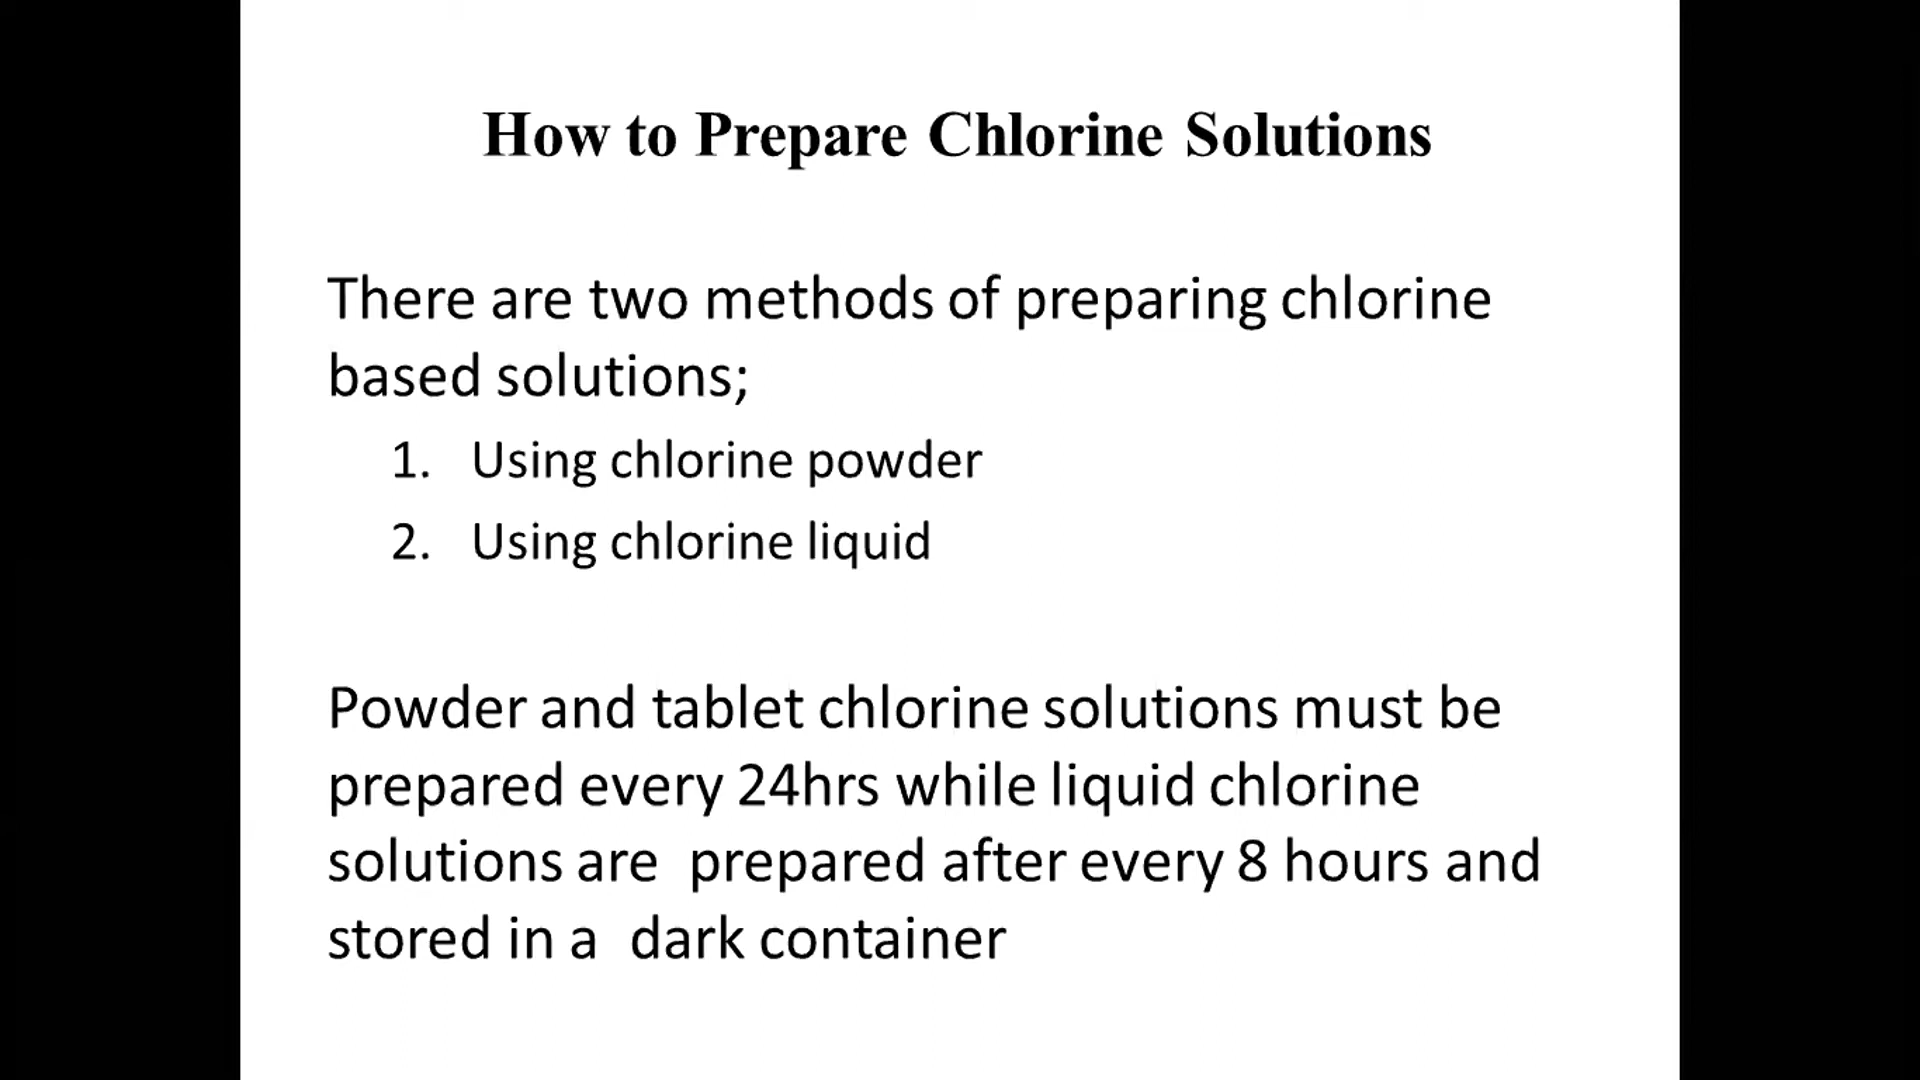 How to Prepare Chlorine Solutions
There are two methods of preparing chlorine
based solutions;
1. Using chlorine powder
2. Using chlorine liquid
Powder and tablet chlorine solutions must be
prepared every 24hrs while liquid chlorine
solutions are prepared after every 8 hours and
stored in a dark container